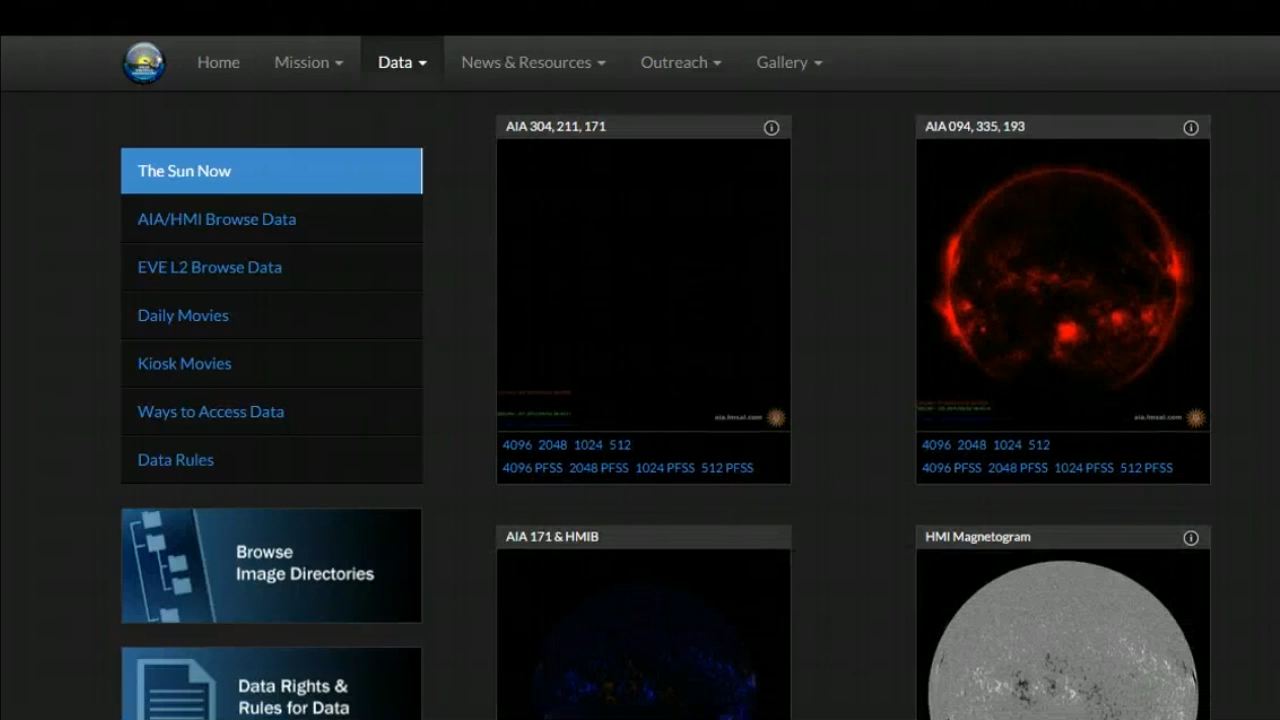 Home Mission Data News & Resources Outreach Gallery
The Sun Now
AIA/HMI Browse Data
EVE L2 Browse Data
Daily Movies
Kiosk Movies
Ways to Access Data
Data Rules
Browse
Image Directories
Data Rights &
Rules for Data
AIA 304, 211, 171
aia.lmsal.com
4096 2048 1024 512
4096 PFSS 2048 PFSS 1024 PFSS 512 PFSS
AIA 094, 335, 193
aia.lmsal.com
4096 2048 1024 512
4096 PFSS 2048 PFSS 1024 PFSS 512 PFSS
AIA 171 & HMIB
HMI Magnetogram